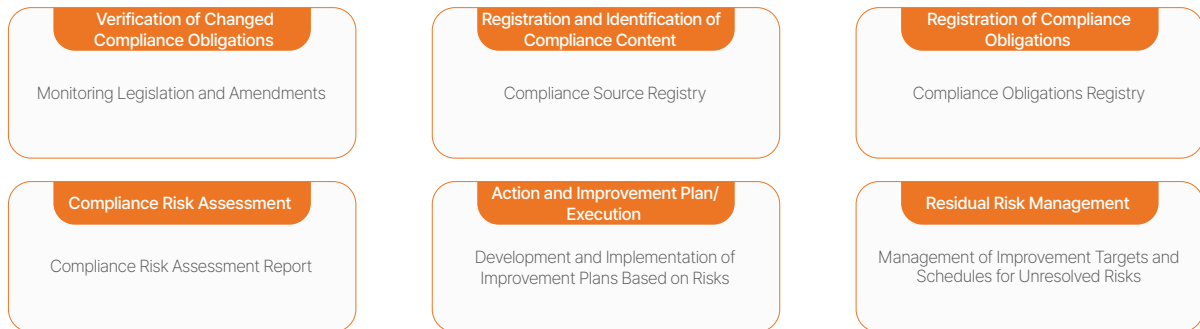 Verification of Changed
Compliance Obligations
Monitoring Legislation and Amendments
Registration and Identification of
Compliance Content
Compliance Source Registry
Registration of Compliance
Obligations
Compliance Obligations Registry
Compliance Risk Assessment
Compliance Risk Assessment Report
Action and Improvement Plan/
Execution
Development and Implementation of
Improvement Plans Based on Risks
Residual Risk Management
Management of Improvement Targets and
Schedules for Unresolved Risks